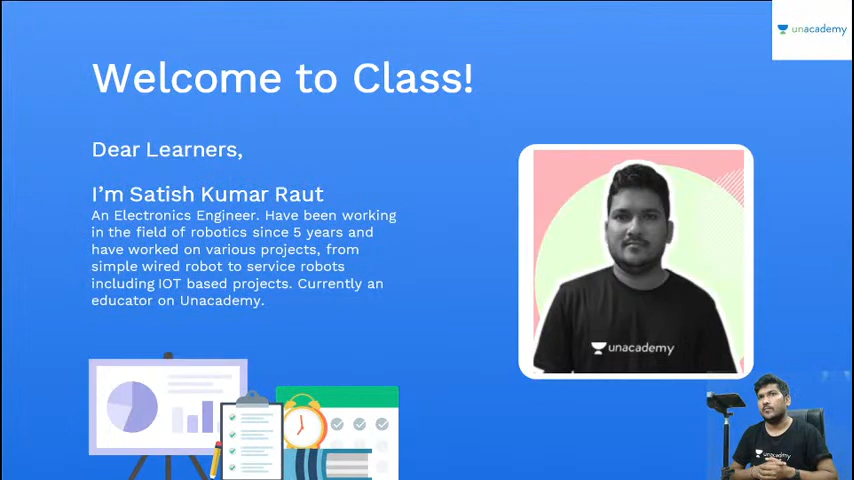 unacademy
Welcome to Class!
Dear Learners,
I'm Satish Kumar Raut
An Electronics Engineer. Have been working
in the field of robotics since 5 years and
have worked on various projects, from
simple wired robot to service robots
including IOT based projects. Currently an
educator on Unacademy.
unacademy
unacademy